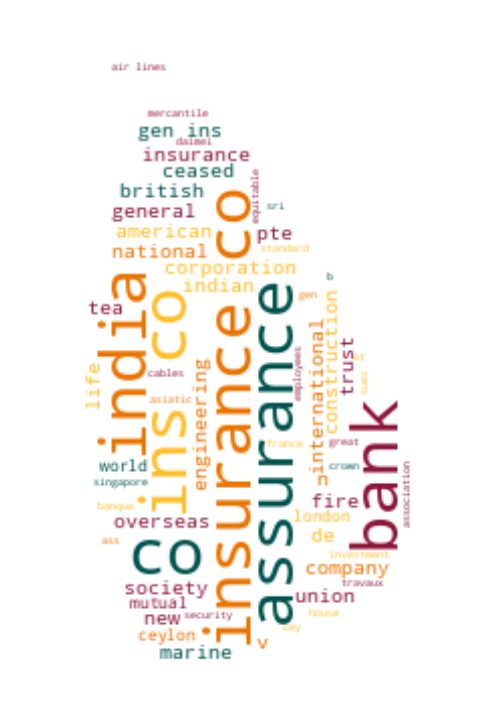 air lines
mercantile
gen ins
daimei
insurance
ceased
british
equitable
general
sri
insurance co
american
pte
national
standard
corporation
india
indian
b
ins co
assurance
gen
tea
construction
international
trust
employees
life
cables
engineering
asiatic
bank
france
great
world
crown
association
singapore
n
banque
fire
overseas
london
de
ass
co
investment
company
society
travaux
union
mutual
new
security
house
cey
ceylon
v
marine